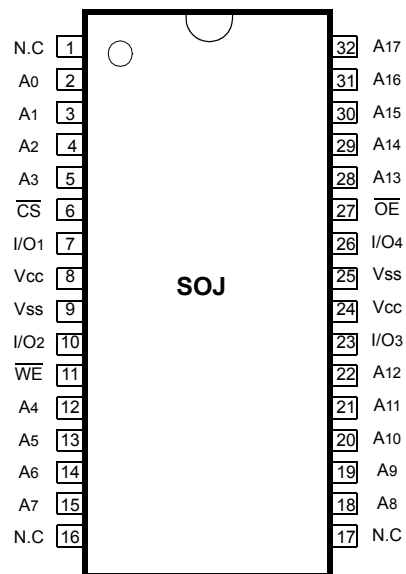 N.C 1 32 A17
A0 2 31 A16
A1 3 30 A15
A2 4 29 A14
A3 5 28 A13
C̅S̅ 6 27 O̅E̅
I/O1 7 26 I/O4
Vcc 8 25 Vss
SOJ
Vss 9 24 Vcc
I/O2 10 23 I/O3
W̅E̅ 11 22 A12
A4 12 21 A11
A5 13 20 A10
A6 14 19 A9
A7 15 18 A8
N.C 16 17 N.C